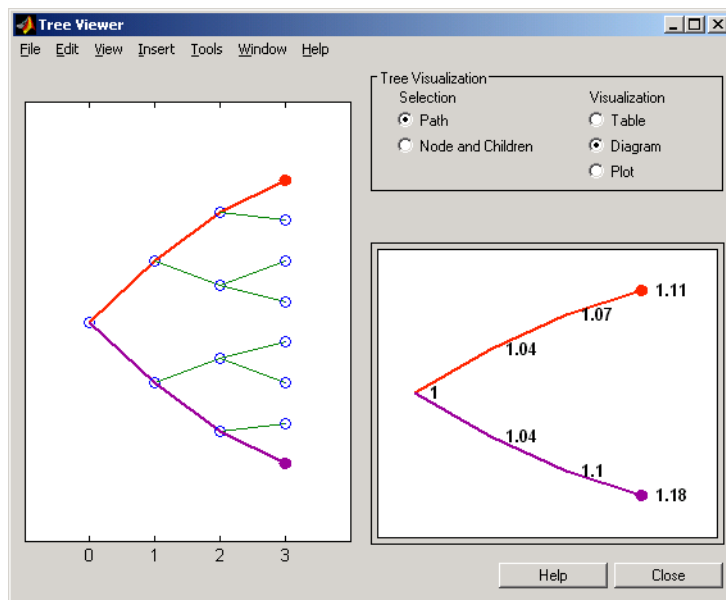 Tree Viewer
File Edit View Insert Tools Window Help
Tree Visualization
Selection Visualization
Path Table
Node and Children Diagram
Plot
1.11
1.07
1.04
1
1.04
1.1
1.18
0 1 2 3
Help Close